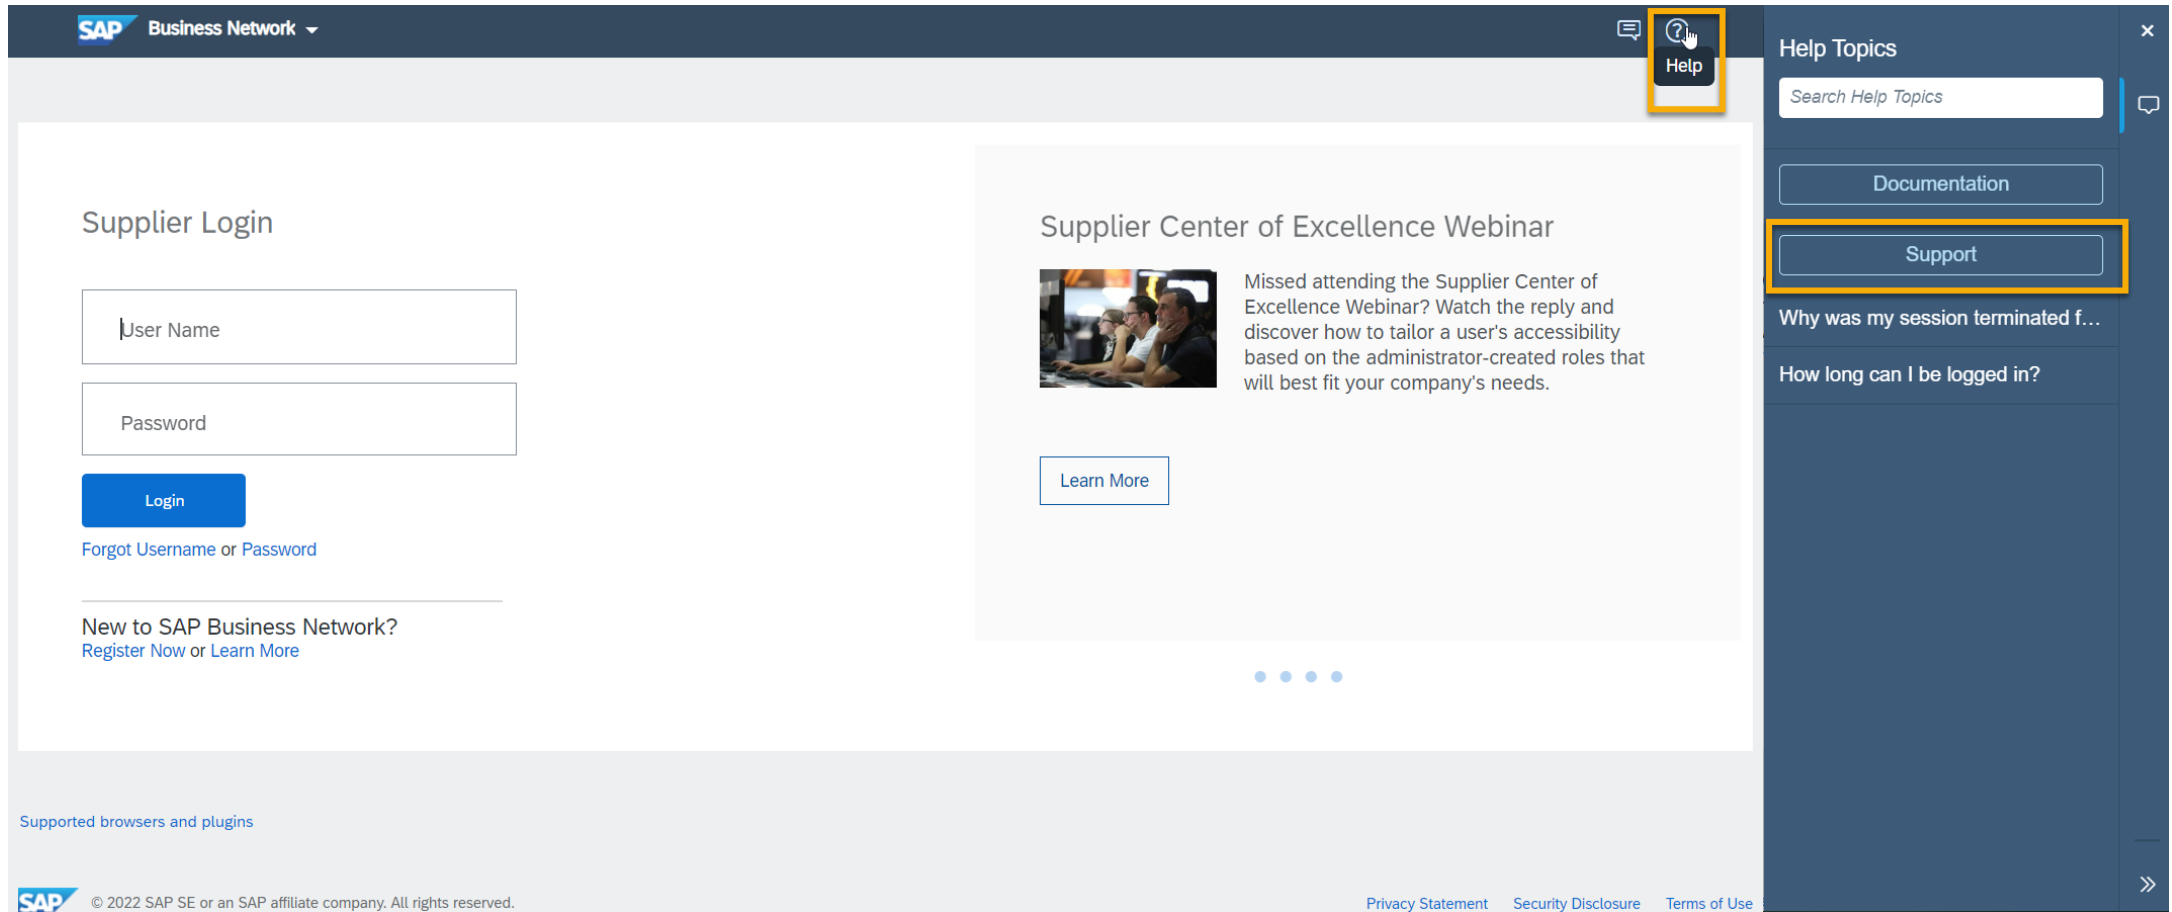 SAP Business Network
Help
Supplier Login
User Name
Password
Login
Forgot Username or Password
New to SAP Business Network?
Register Now or Learn More
Supplier Center of Excellence Webinar
Missed attending the Supplier Center of
Excellence Webinar? Watch the reply and
discover how to tailor a user's accessibility
based on the administrator-created roles that
will best fit your company's needs.
Learn More
Help Topics
Search Help Topics
Documentation
Support
Why was my session terminated f...
How long can I be logged in?
Supported browsers and plugins
SAP © 2022 SAP SE or an SAP affiliate company. All rights reserved.
Privacy Statement Security Disclosure Terms of Use